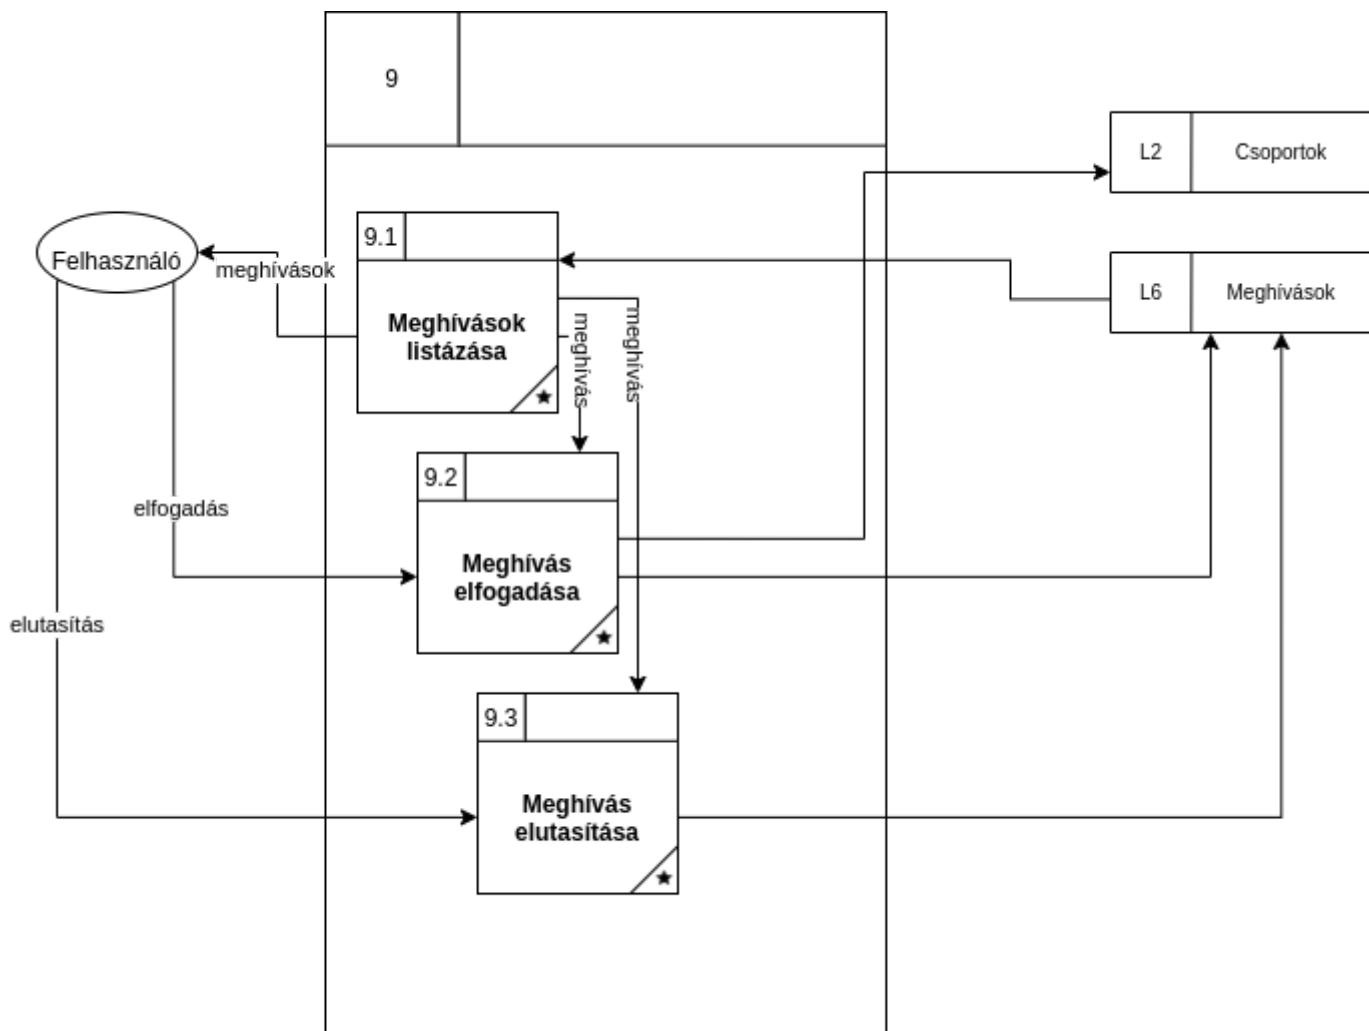 9
L2
Csoportok
9.1
Felhasználó
meghívások
L6
Meghívások
Meghívások
listázása
meghívás
meghívás
9.2
elfogadás
Meghívás
elfogadása
elutasítás
9.3
Meghívás
elutasítása